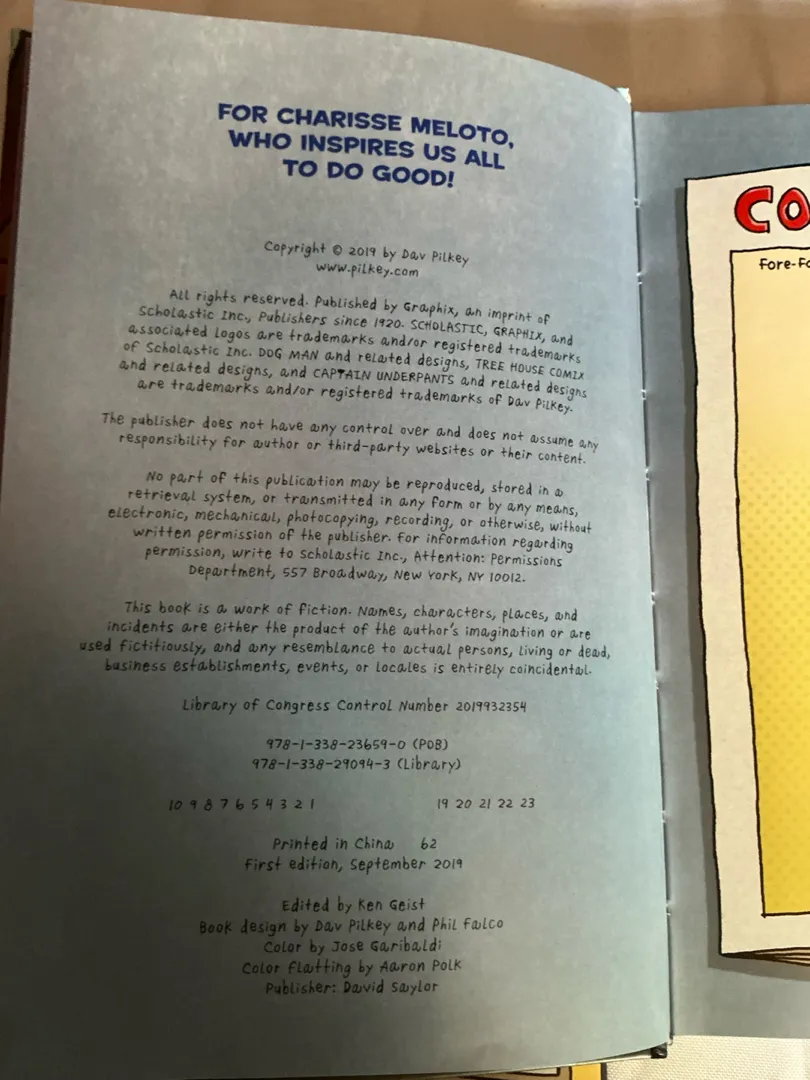 FOR CHARISSE MELOTO,
WHO INSPIRES US ALL
TO DO GOOD!
Copyright © 2019 by Dav Pilkey
www.pilkey.com
All rights reserved. Published by Graphix, an imprint of
Scholastic Inc., Publishers since 1920. SCHOLASTIC, GRAPHIX, and
associated logos are trademarks and/or registered trademarks
of Scholastic Inc. DOG MAN and related designs, TREE HOUSE COMIX
and related designs, and CAPTAIN UNDERPANTS and related designs
are trademarks and/or registered trademarks of Dav Pilkey.
The publisher does not have any control over and does not assume any
responsibility for author or third-party websites or their content.
No part of this publication may be reproduced, stored in a
retrieval system, or transmitted in any form or by any means,
electronic, mechanical, photocopying, recording, or otherwise, without
written permission of the publisher. For information regarding
permission, write to Scholastic Inc., Attention: Permissions
Department, 557 Broadway, New York, NY 10012.
This book is a work of fiction. Names, characters, places, and
incidents are either the product of the author's imagination or are
used fictitiously, and any resemblance to actual persons, living or dead,
business establishments, events, or locales is entirely coincidental.
Library of Congress Control Number 2019932354
978-1-338-23659-0 (POB)
978-1-338-29094-3 (Library)
10 9 8 7 6 5 4 3 2 1 19 20 21 22 23
Printed in China 62
First edition, September 2019
Edited by Ken Geist
Book design by Dav Pilkey and Phil Falco
Color by Jose Garibaldi
Color flatting by Aaron Polk
Publisher: David Saylor
CO
Fore-Fo